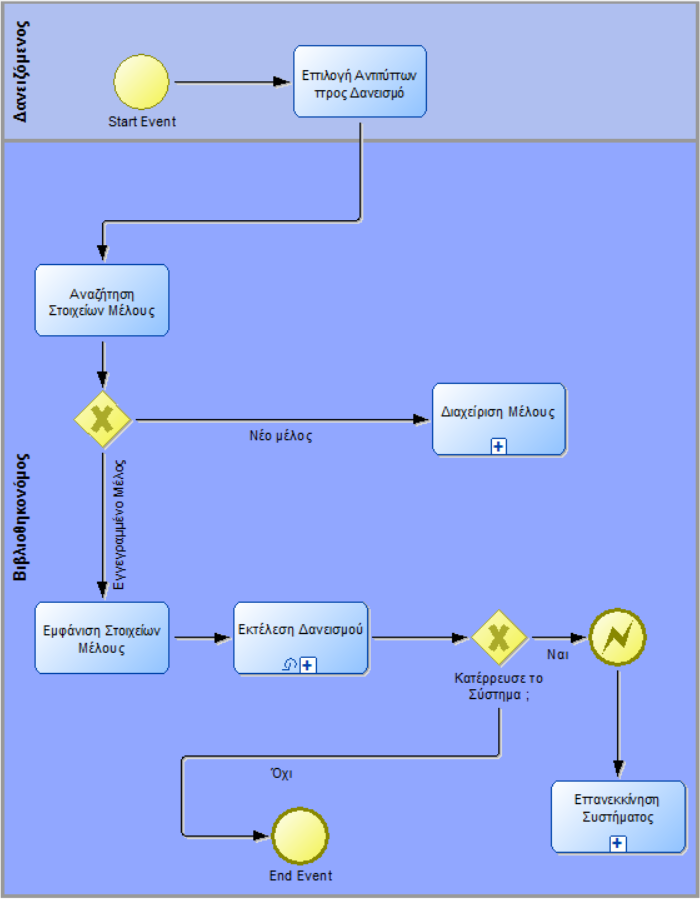 Δανειζόμενος
Start Event
Επιλογή Αντιτύπων
προς Δανεισμό
Βιβλιοθηκονόμος
Αναζήτηση
Στοιχείων Μέλους
Νέο μέλος
Διαχείριση Μέλους
Εγγεγραμμένο Μέλος
Εμφάνιση Στοιχείων
Μέλους
Εκτέλεση Δανεισμού
Κατέρρευσε το
Σύστημα ;
Ναι
Όχι
End Event
Επανεκκίνηση
Συστήματος